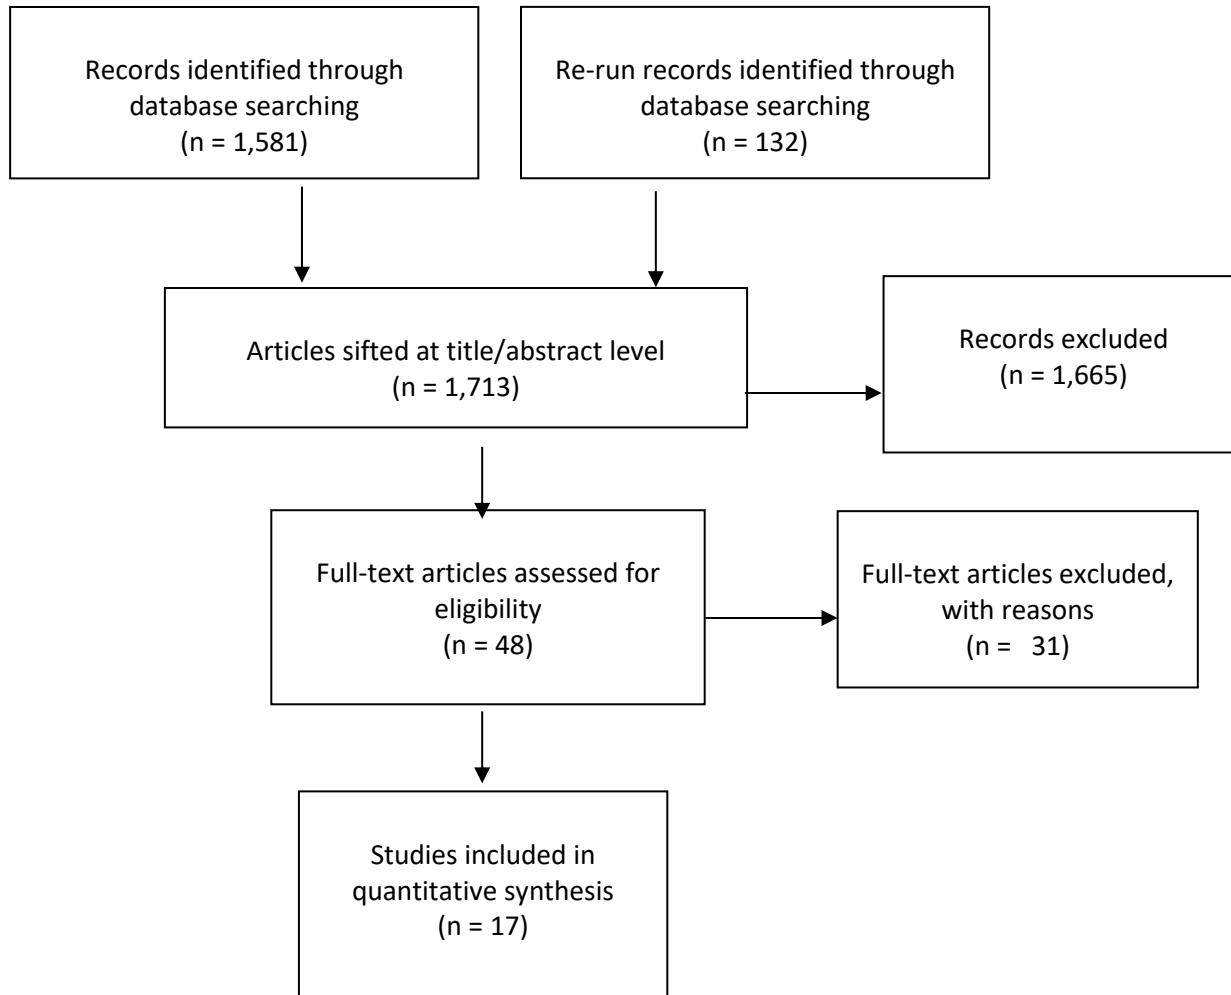 Records identified through
database searching
(n = 1,581)
Re-run records identified through
database searching
(n = 132)
Articles sifted at title/abstract level
(n = 1,713)
Records excluded
(n = 1,665)
Full-text articles assessed for
eligibility
(n = 48)
Full-text articles excluded,
with reasons
(n =   31)
Studies included in
quantitative synthesis
(n = 17)